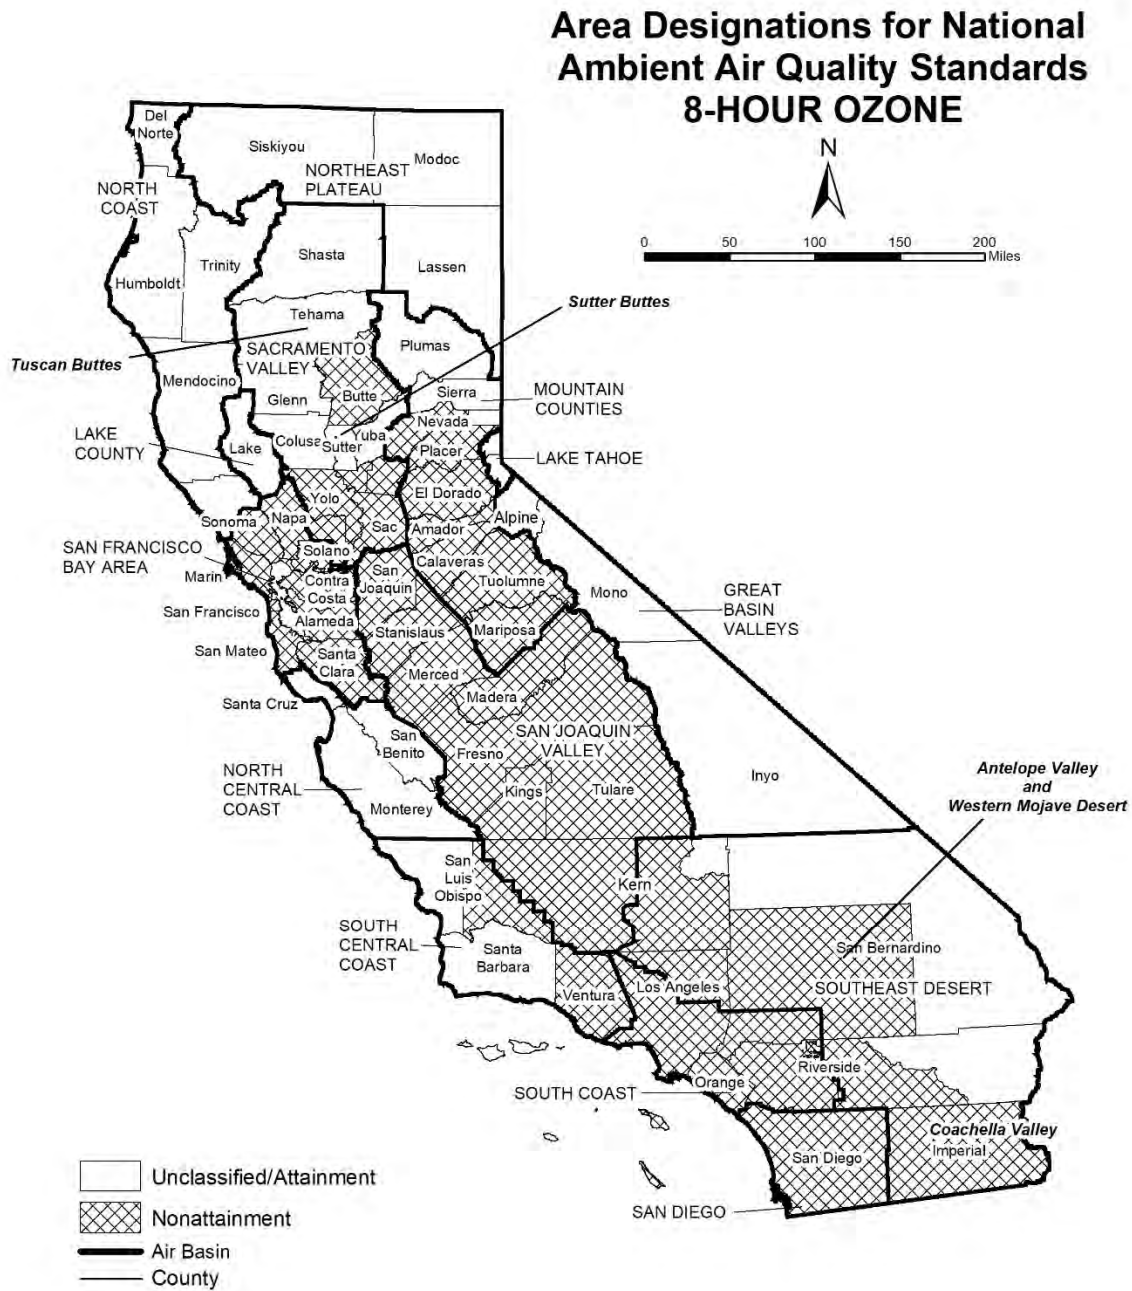 Area Designations for National
Ambient Air Quality Standards
8-HOUR OZONE
N
0 50 100 150 200
Miles
Del
Norte
Siskiyou
Modoc
NORTHEAST
PLATEAU
NORTH
COAST
Shasta
Trinity
Lassen
Humboldt
Sutter Buttes
Tehama
Tuscan Buttes
SACRAMENTO
VALLEY
Plumas
Mendocino
Butte
Sierra
MOUNTAIN
COUNTIES
Glenn
Nevada
LAKE
COUNTY
Lake
Colusa
Sutter
Yuba
Placer
LAKE TAHOE
El Dorado
Yolo
Sonoma
Napa
Sac
Amador
Alpine
SAN FRANCISCO
BAY AREA
Solano
Calaveras
Marin
Contra
Costa
San
Joaquin
Tuolumne
Mono
GREAT
BASIN
VALLEYS
San Francisco
Alameda
Stanislaus
Mariposa
San Mateo
Santa
Clara
Merced
Madera
Santa Cruz
San
Benito
SAN JOAQUIN
VALLEY
Fresno
NORTH
CENTRAL
COAST
Inyo
Antelope Valley
and
Western Mojave Desert
Kings
Tulare
Monterey
San
Luis
Obispo
Kern
SOUTH
CENTRAL
COAST
Santa
Barbara
San Bernardino
SOUTHEAST DESERT
Ventura
Los Angeles
Riverside
Orange
SOUTH COAST
Coachella Valley
Imperial
San Diego
SAN DIEGO
Unclassified/Attainment
Nonattainment
Air Basin
County